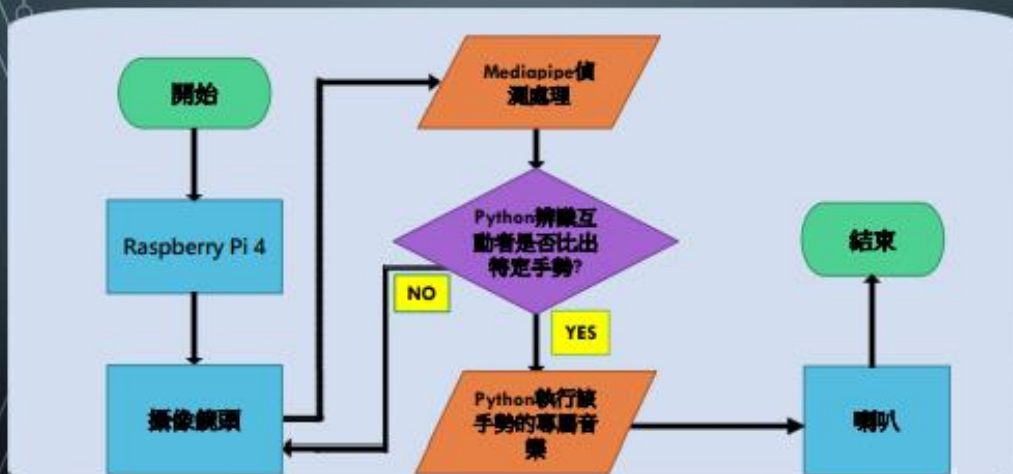 開始
Raspberry Pi 4
攝像鏡頭
Mediapipe偵
測處理
Python辨識互
動者是否比出
特定手勢?
NO
YES
Python執行該
手勢的專屬音
樂
喇叭
結束